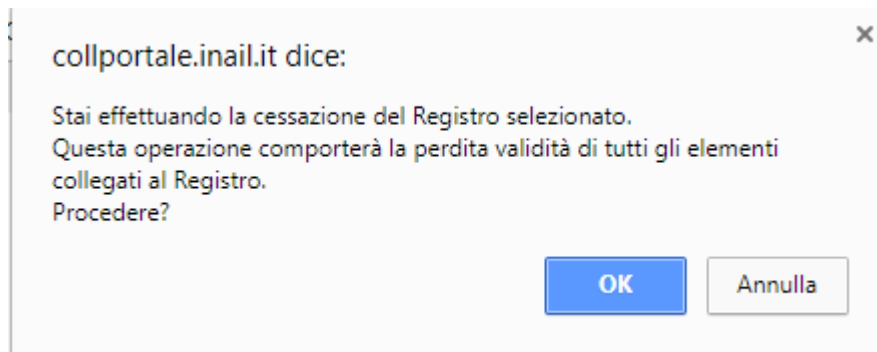 collportale.inail.it dice:
Stai effettuando la cessazione del Registro selezionato.
Questa operazione comporterà la perdita validità di tutti gli elementi
collegati al Registro.
Procedere?
OK
Annulla